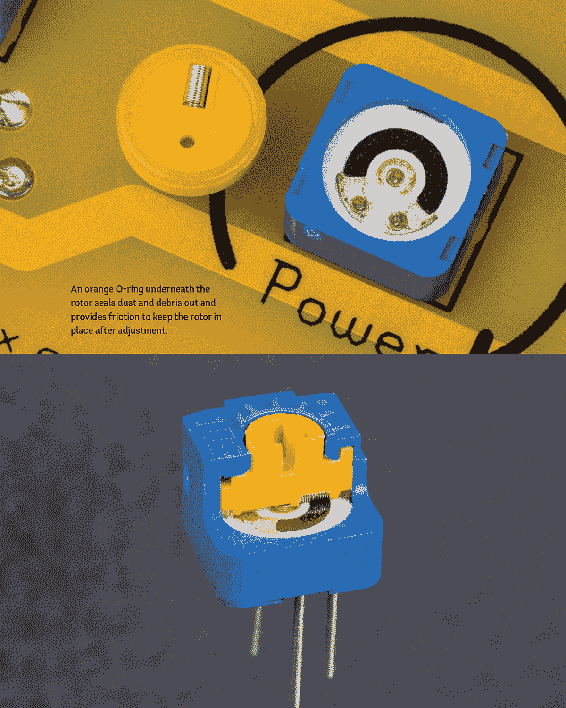 An orange O-ring underneath the
rotor seals dust and debris out and
provides friction to keep the rotor in
place after adjustment.
Power